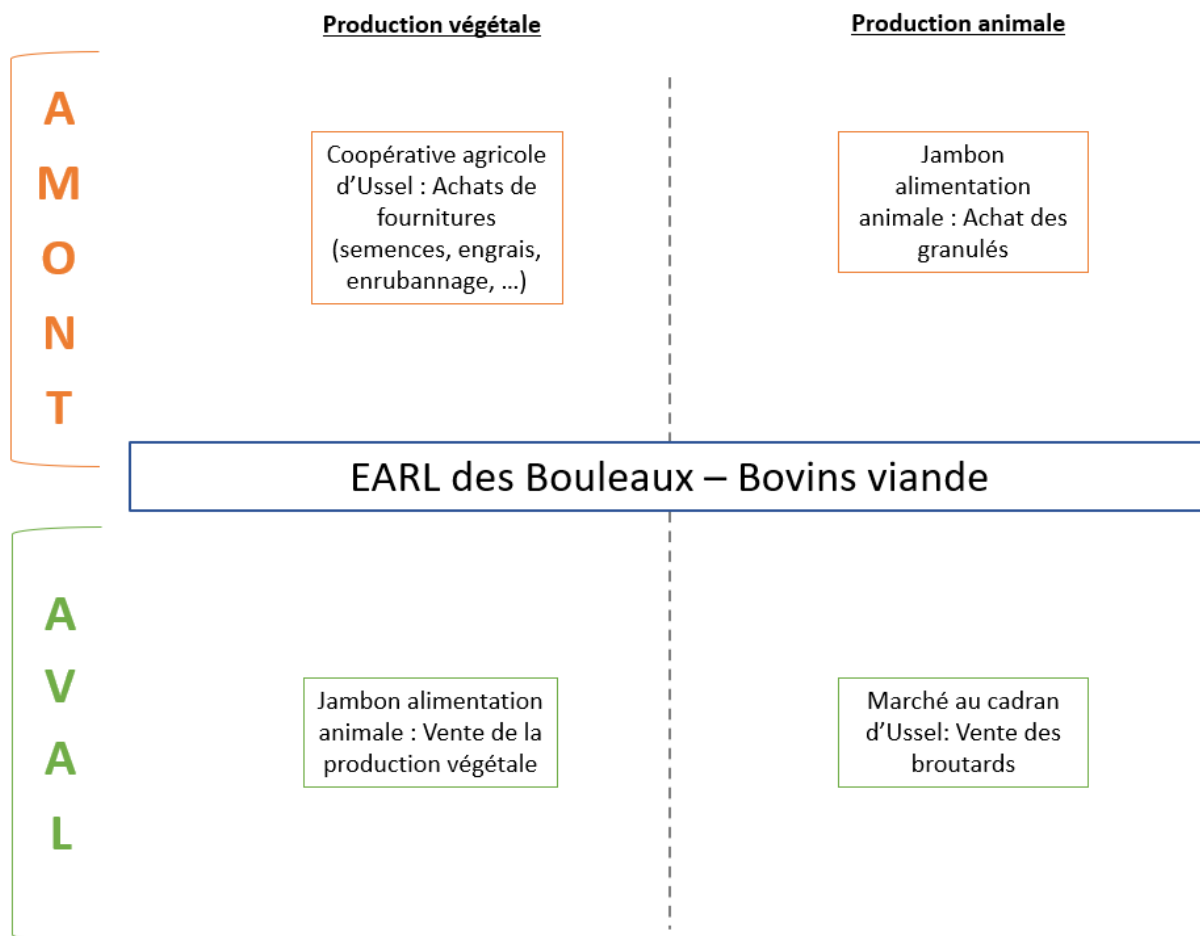 Production végétale
Production animale
A
M
O
N
T
Coopérative agricole
d’Ussel : Achats de
fournitures
(semences, engrais,
enrubannage, …)
Jambon
alimentation
animale : Achat des
granulés
EARL des Bouleaux – Bovins viande
A
V
A
L
Jambon alimentation
animale : Vente de la
production végétale
Marché au cadran
d’Ussel: Vente des
broutards